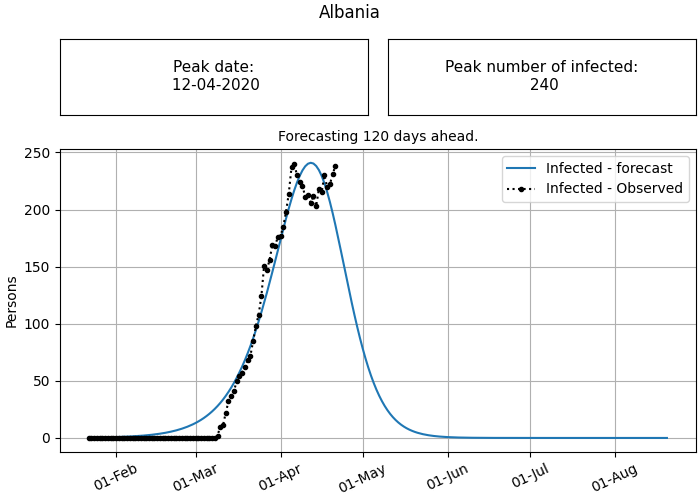 Albania
Peak date:
12-04-2020
Peak number of infected:
240
Forecasting 120 days ahead.
250
200
150
100
50
0
Persons
Infected - forecast
Infected - Observed
01-Feb
01-Mar
01-Apr
01-May
01-Jun
01-Jul
01-Aug